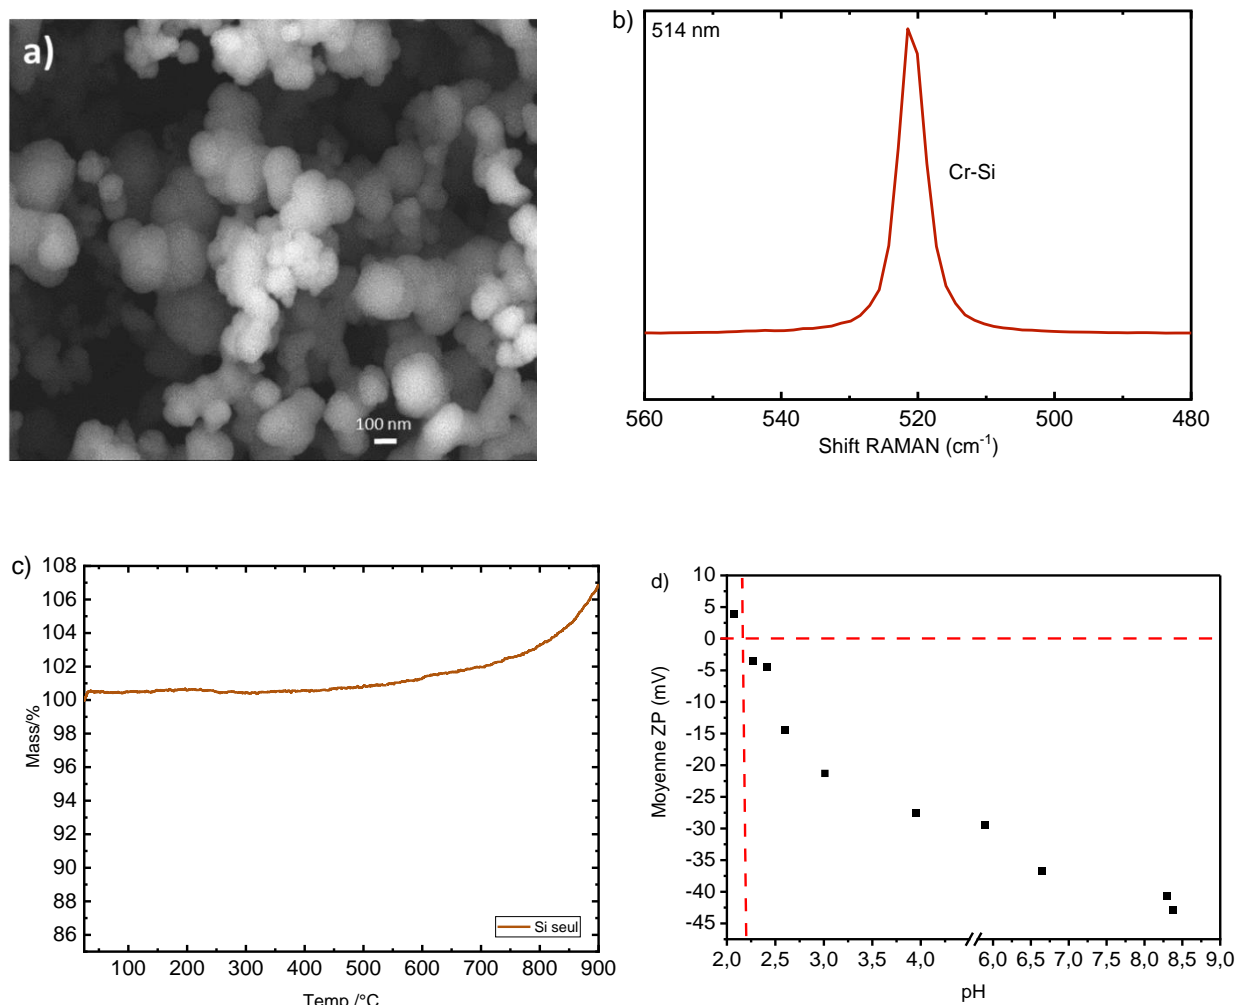 a)
100 nm
b)
514 nm
Cr-Si
560 540 520 500 480
Shift RAMAN (cm-1)
c)
108
106
104
102
100
98
96
94
92
90
88
86
Mass/%
Si seul
100 200 300 400 500 600 700 800 900
Temp./°C
d)
10
5
0
-5
-10
-15
-20
-25
-30
-35
-40
-45
Moyenne ZP (mV)
2,0 2,5 3,0 3,5 4,0 6,0 6,5 7,0 7,5 8,0 8,5 9,0
pH